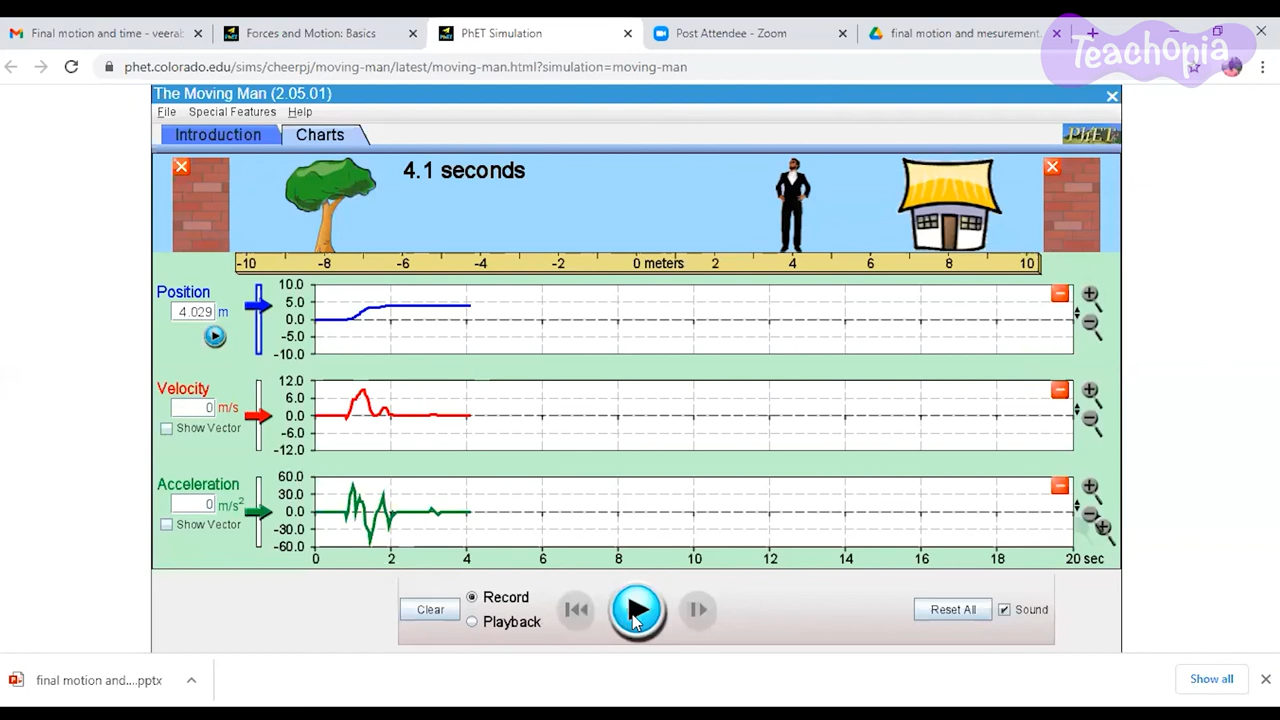 Final motion and time - veerab
Forces and Motion: Basics
PhET Simulation
Post Attendee - Zoom
final motion and mesurement.
Teachopia
phet.colorado.edu/sims/cheerpj/moving-man/latest/moving-man.html?simulation=moving-man
The Moving Man (2.05.01)
File Special Features Help
Introduction Charts
PhET
4.1 seconds
-10 -8 -6 -4 -2 0 meters 2 4 6 8 10
Position
4.029 m
10.0
5.0
0.0
-5.0
-10.0
Velocity
0 m/s
Show Vector
12.0
6.0
0.0
-6.0
-12.0
Acceleration
0 m/s²
Show Vector
60.0
30.0
0.0
-30.0
-60.0
0 2 4 6 8 10 12 14 16 18 20 sec
Clear
Record
Playback
Reset All
Sound
final motion and....pptx
Show all